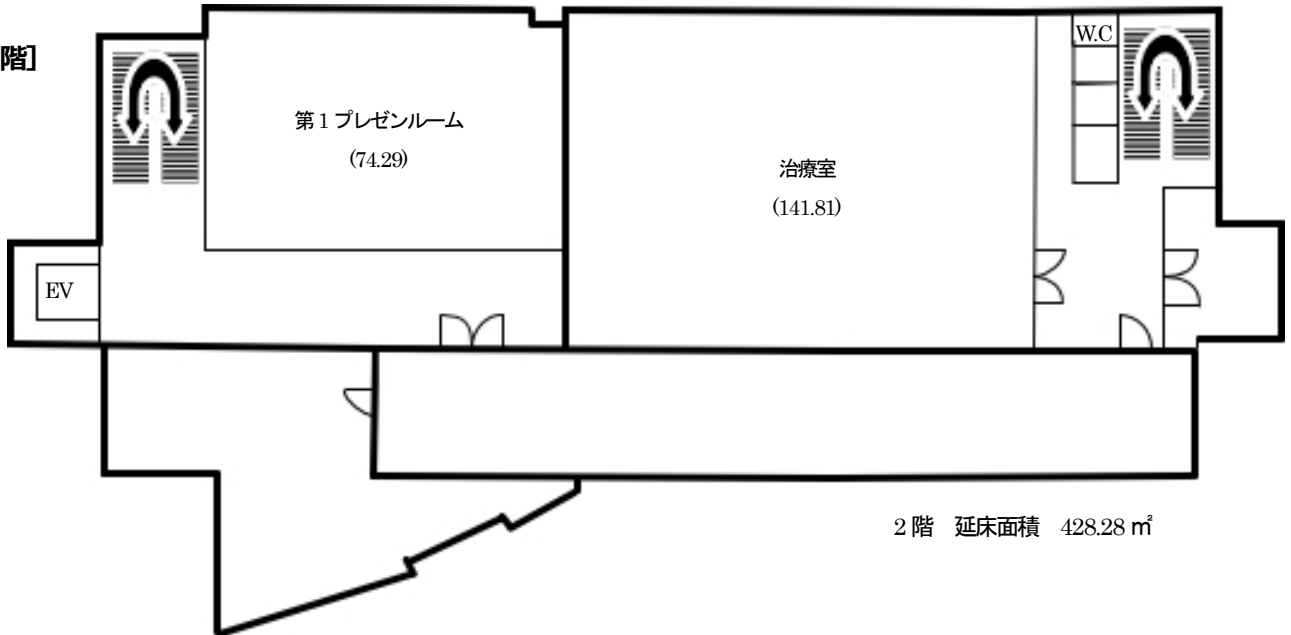 階]
W.C
第1プレゼンルーム
(74.29)
治療室
(141.81)
EV
2階 延床面積 428.28 ㎡